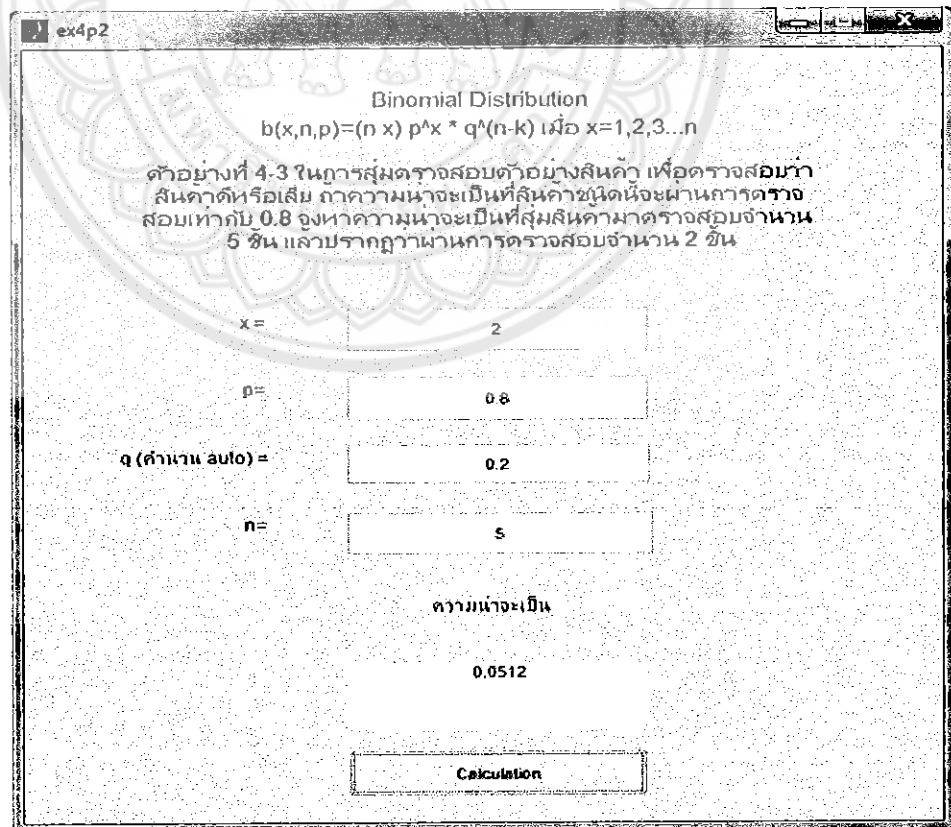 ex4p2
Binomial Distribution
b(x,n,p)=(n x) p^x * q^(n-k) เมื่อ x=1,2,3...n
ตัวอย่างที่ 4-3 ในการสุ่มตรวจสอบตัวอย่างสินค้า เพื่อตรวจสอบว่า
สินค้าดีหรือเสีย ถ้าความน่าจะเป็นที่สินค้าชนิดนี้จะผ่านการตรวจ
สอบเท่ากับ 0.8 จงหาความน่าจะเป็นที่สุ่มสินค้ามาตรวจสอบจำนวน
5 ชิ้น แล้วปรากฏว่าผ่านการตรวจสอบจำนวน 2 ชิ้น
x = 2
p= 0.8
q (คำนวน auto) = 0.2
n= 5
ความน่าจะเป็น
0.0512
Calculation